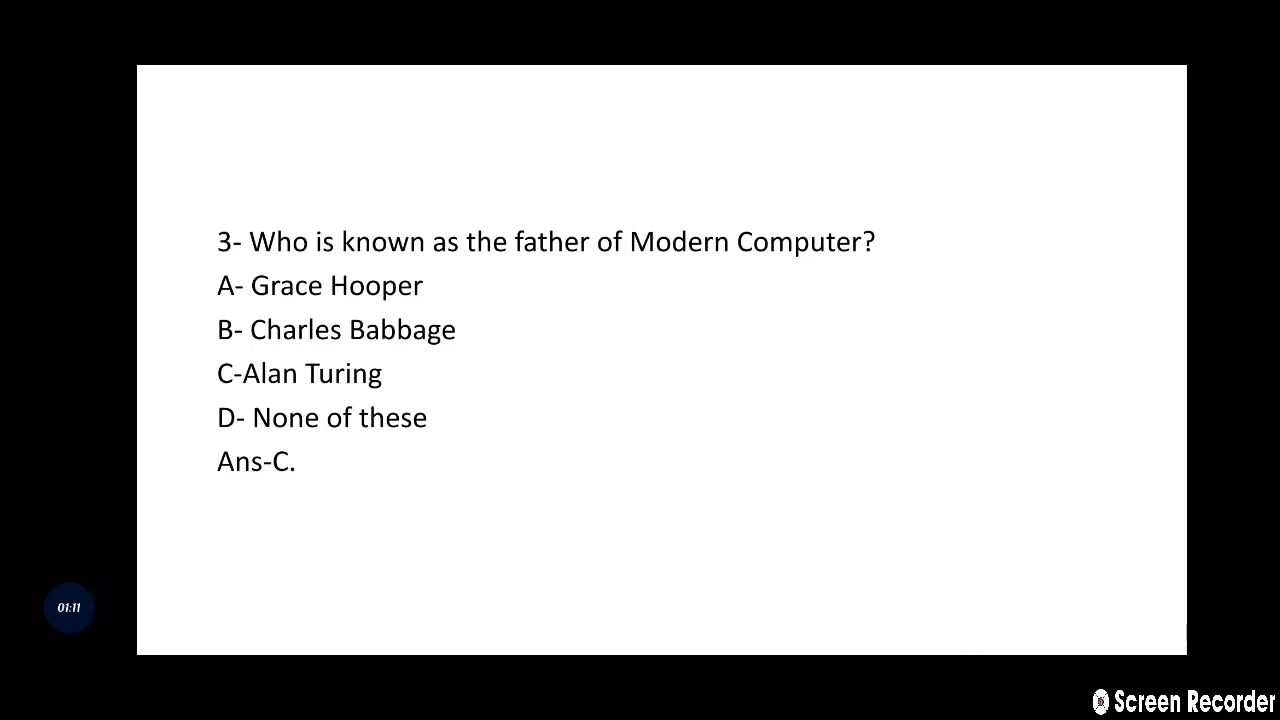 3- Who is known as the father of Modern Computer?
A- Grace Hooper
B- Charles Babbage
C-Alan Turing
D- None of these
Ans-C.
01:11
Screen Recorder